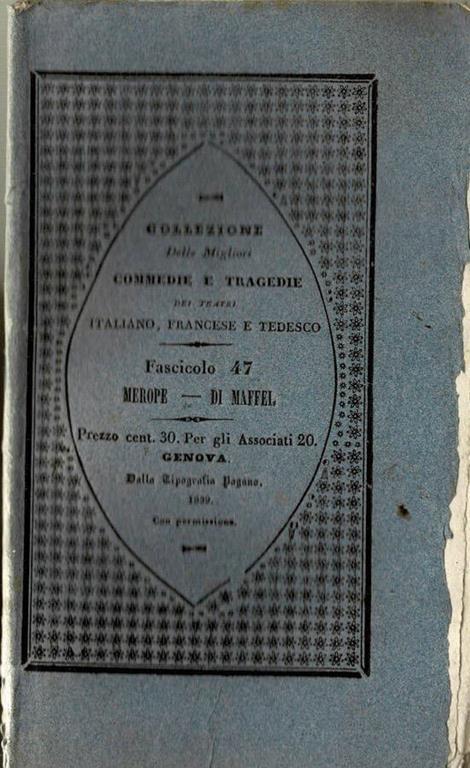 COLLEZIONE
Delle Migliori
COMMEDIE E TRAGEDIE
DEI TEATRI
ITALIANO, FRANCESE E TEDESCO
Fascicolo 47
MEROPE — DI MAFFEI.
Prezzo cent. 30. Per gli Associati 20.
GENOVA.
Dalla Tipografia Pagano.
1839.
Con permissione.